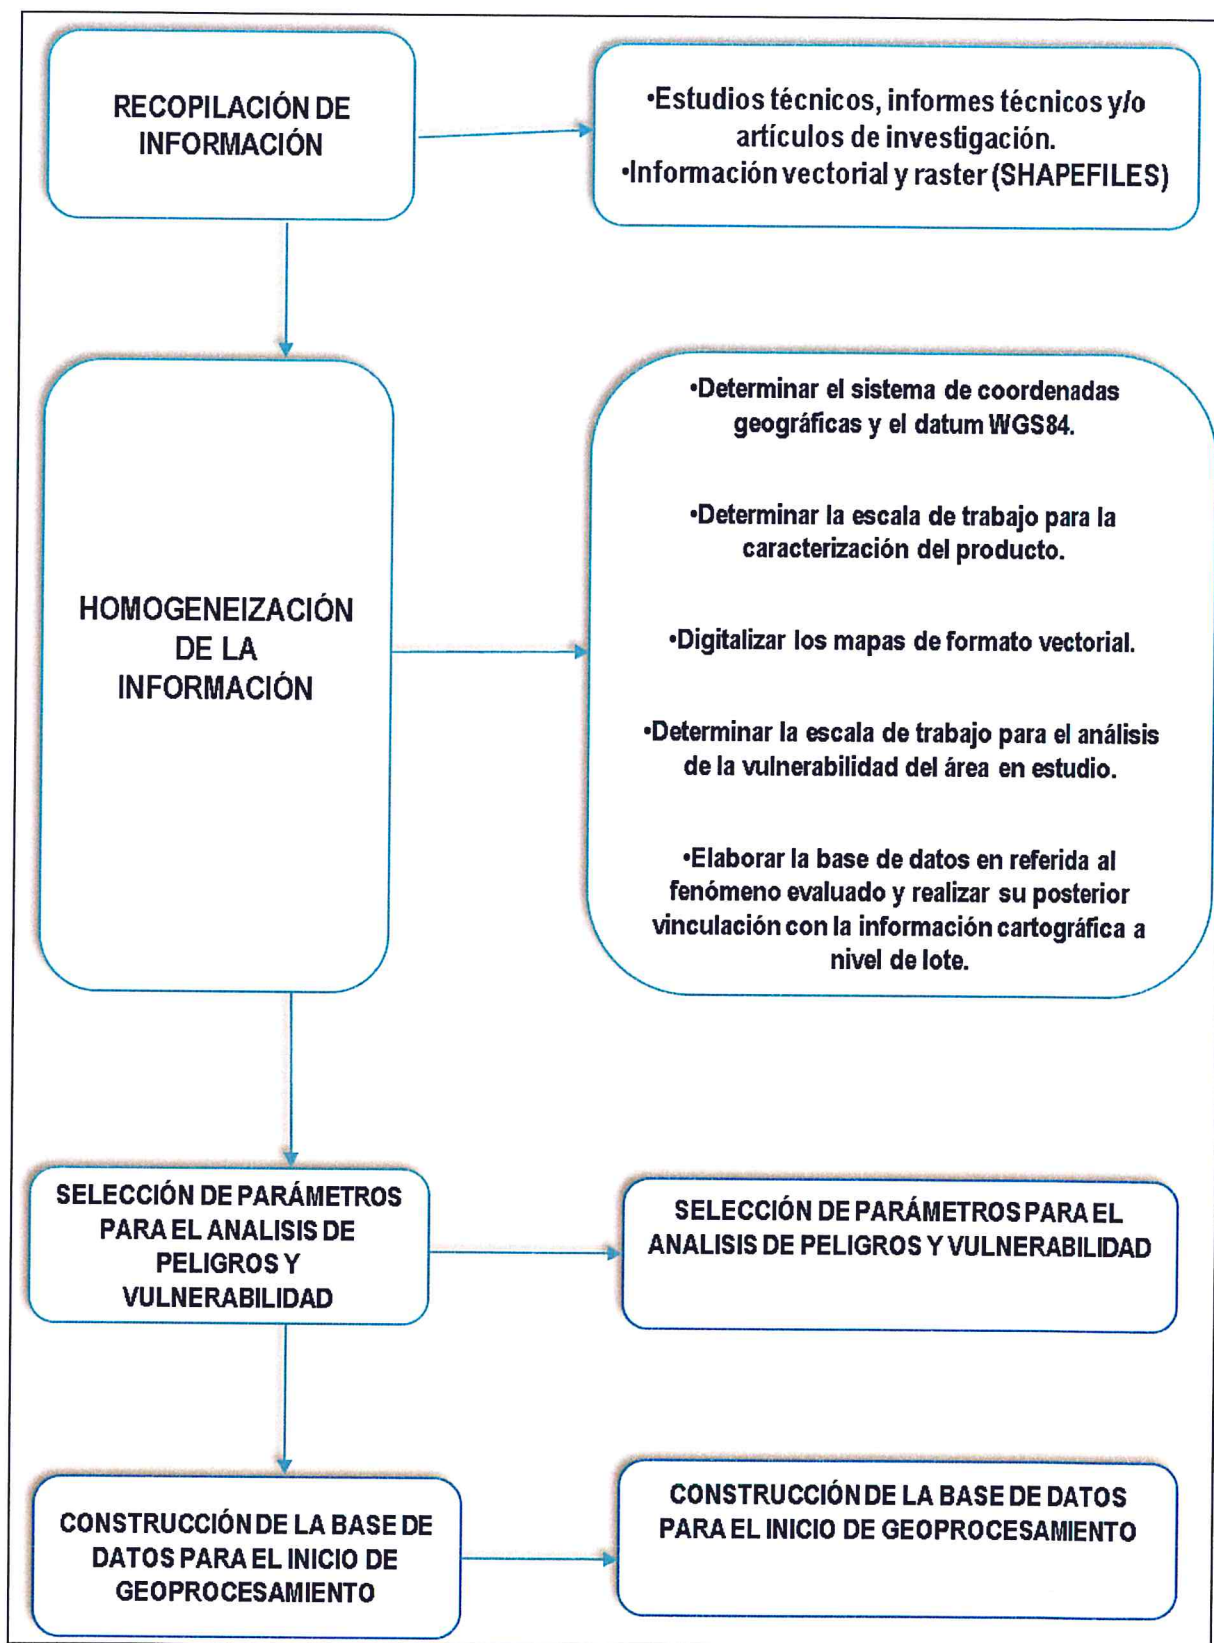 RECOPILACIÓN DE
INFORMACIÓN
•Estudios técnicos, informes técnicos y/o
artículos de investigación.
•Información vectorial y raster (SHAPEFILES)
HOMOGENEIZACIÓN
DE LA
INFORMACIÓN
•Determinar el sistema de coordenadas
geográficas y el datum WGS84.
•Determinar la escala de trabajo para la
caracterización del producto.
•Digitalizar los mapas de formato vectorial.
•Determinar la escala de trabajo para el análisis
de la vulnerabilidad del área en estudio.
•Elaborar la base de datos en referida al
fenómeno evaluado y realizar su posterior
vinculación con la información cartográfica a
nivel de lote.
SELECCIÓN DE PARÁMETROS
PARA EL ANALISIS DE
PELIGROS Y
VULNERABILIDAD
SELECCIÓN DE PARÁMETROS PARA EL
ANALISIS DE PELIGROS Y VULNERABILIDAD
CONSTRUCCIÓN DE LA BASE DE
DATOS PARA EL INICIO DE
GEOPROCESAMIENTO
CONSTRUCCIÓN DE LA BASE DE DATOS
PARA EL INICIO DE GEOPROCESAMIENTO